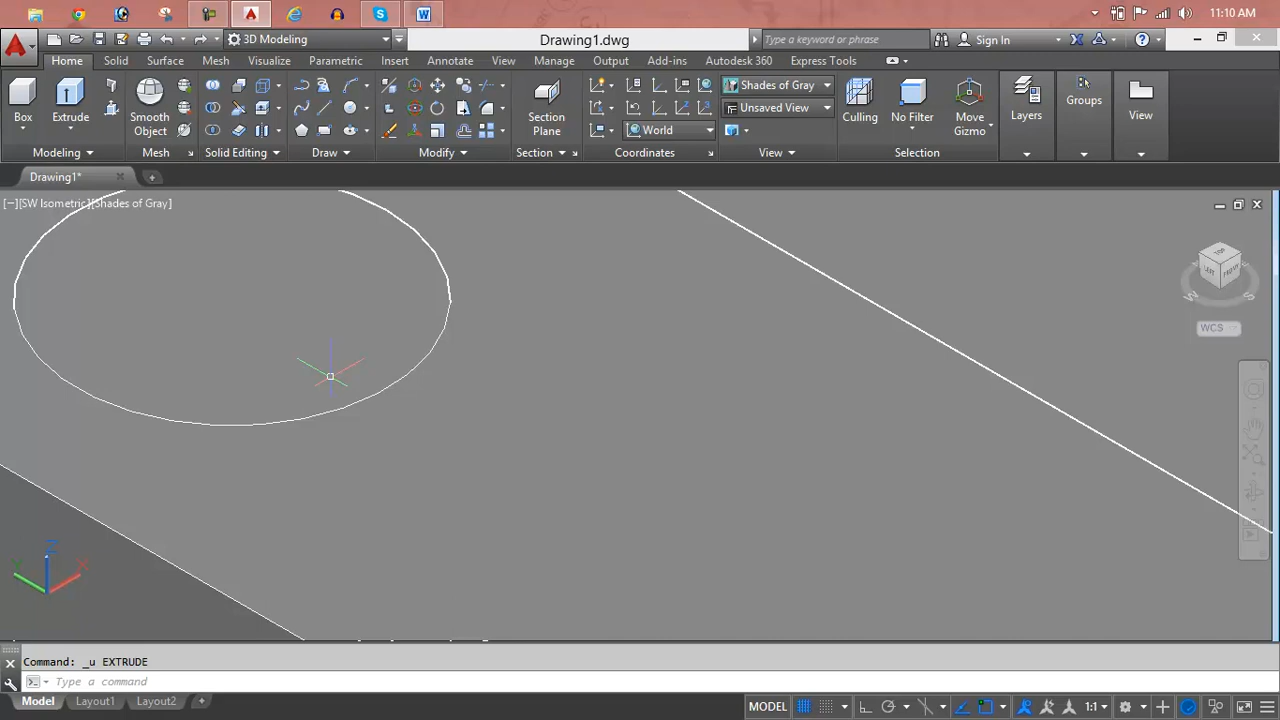 11:10 AM
3D Modeling
Drawing1.dwg
Type a keyword or phrase
Sign In
Home Solid Surface Mesh Visualize Parametric Insert Annotate View Manage Output Add-ins Autodesk 360 Express Tools
Box
Extrude
Smooth Object
Section Plane
Shades of Gray
Unsaved View
World
Culling
No Filter
Move Gizmo
Layers
Groups
View
Modeling Mesh Solid Editing Draw Modify Section Coordinates View Selection
Drawing1*
[−][SW Isometric][Shades of Gray]
TOP
LEFT
FRONT
W
S
WCS
Z
Y
X
Command: _u EXTRUDE
Type a command
Model Layout1 Layout2 +
MODEL
1:1